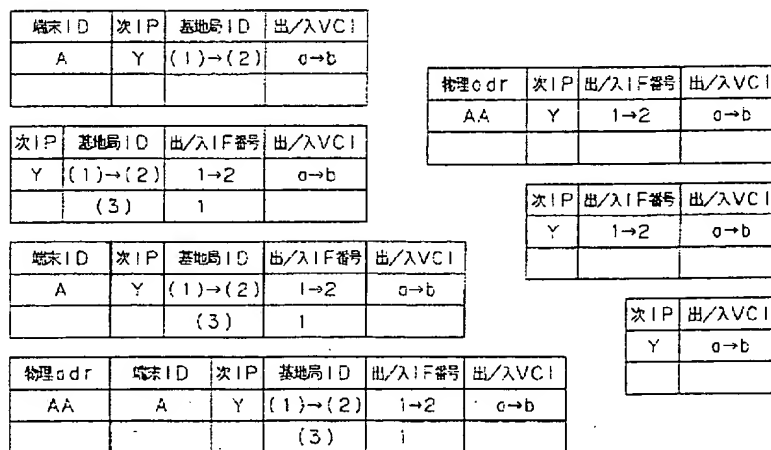 端末ID 次IP 基地局ID 出/入VCI
A Y (1)→(2) a→b
次IP 基地局ID 出/入IF番号 出/入VCI
Y (1)→(2) 1→2 a→b
(3) 1
端末ID 次IP 基地局ID 出/入IF番号 出/入VCI
A Y (1)→(2) 1→2 a→b
(3) 1
物理adr 端末ID 次IP 基地局ID 出/入IF番号 出/入VCI
AA A Y (1)→(2) 1→2 a→b
(3) 1
物理adr 次IP 出/入IF番号 出/入VCI
AA Y 1→2 a→b
次IP 出/入IF番号 出/入VCI
Y 1→2 a→b
次IP 出/入VCI
Y a→b